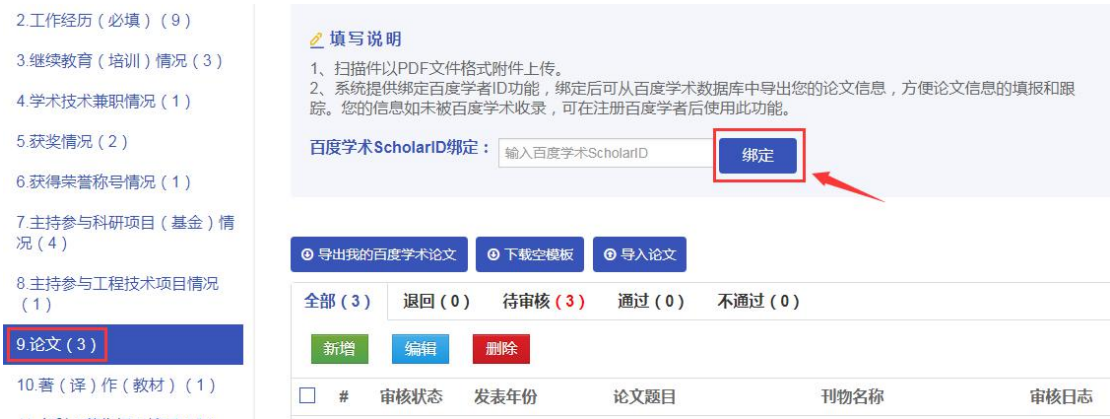 2.工作经历（必填）（9）
3.继续教育（培训）情况（3）
4.学术技术兼职情况（1）
5.获奖情况（2）
6.获得荣誉称号情况（1）
7.主持参与科研项目（基金）情
况（4）
8.主持参与工程技术项目情况
（1）
9.论文（3）
10.著（译）作（教材）（1）
填写说明
1、扫描件以PDF文件格式附件上传。
2、系统提供绑定百度学者ID功能，绑定后可从百度学术数据库中导出您的论文信息，方便论文信息的填报和跟
踪。您的信息如未被百度学术收录，可在注册百度学者后使用此功能。
百度学术ScholarID绑定： 输入百度学术ScholarID 绑定
导出我的百度学术论文 下载空模板 导入论文
全部（3） 退回（0） 待审核（3） 通过（0） 不通过（0）
新增 编辑 删除
# 审核状态 发表年份 论文题目 刊物名称 审核日志